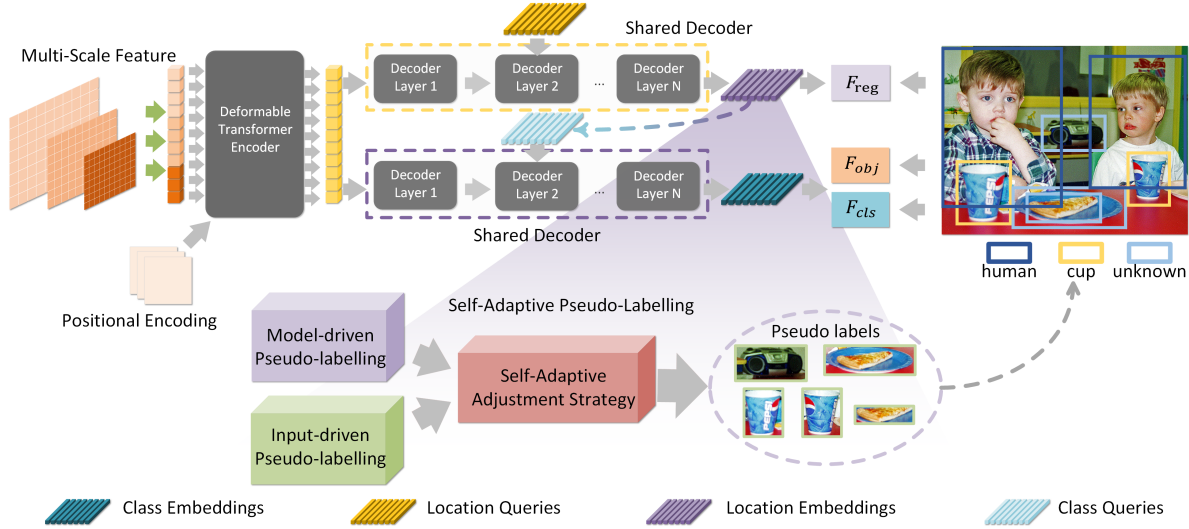 Shared Decoder
Multi-Scale Feature
Decoder
Layer 1
Decoder
Layer 2
...
Decoder
Layer N
Freg
Deformable
Transformer
Encoder
Fobj
Decoder
Layer 1
Decoder
Layer 2
...
Decoder
Layer N
Fcls
PEPSI
Shared Decoder
human
cup
unknown
Positional Encoding
Self-Adaptive Pseudo-Labelling
Model-driven
Pseudo-labelling
Pseudo labels
Self-Adaptive
Adjustment Strategy
PEPSI
Input-driven
Pseudo-labelling
Class Embeddings
Location Queries
Location Embeddings
Class Queries